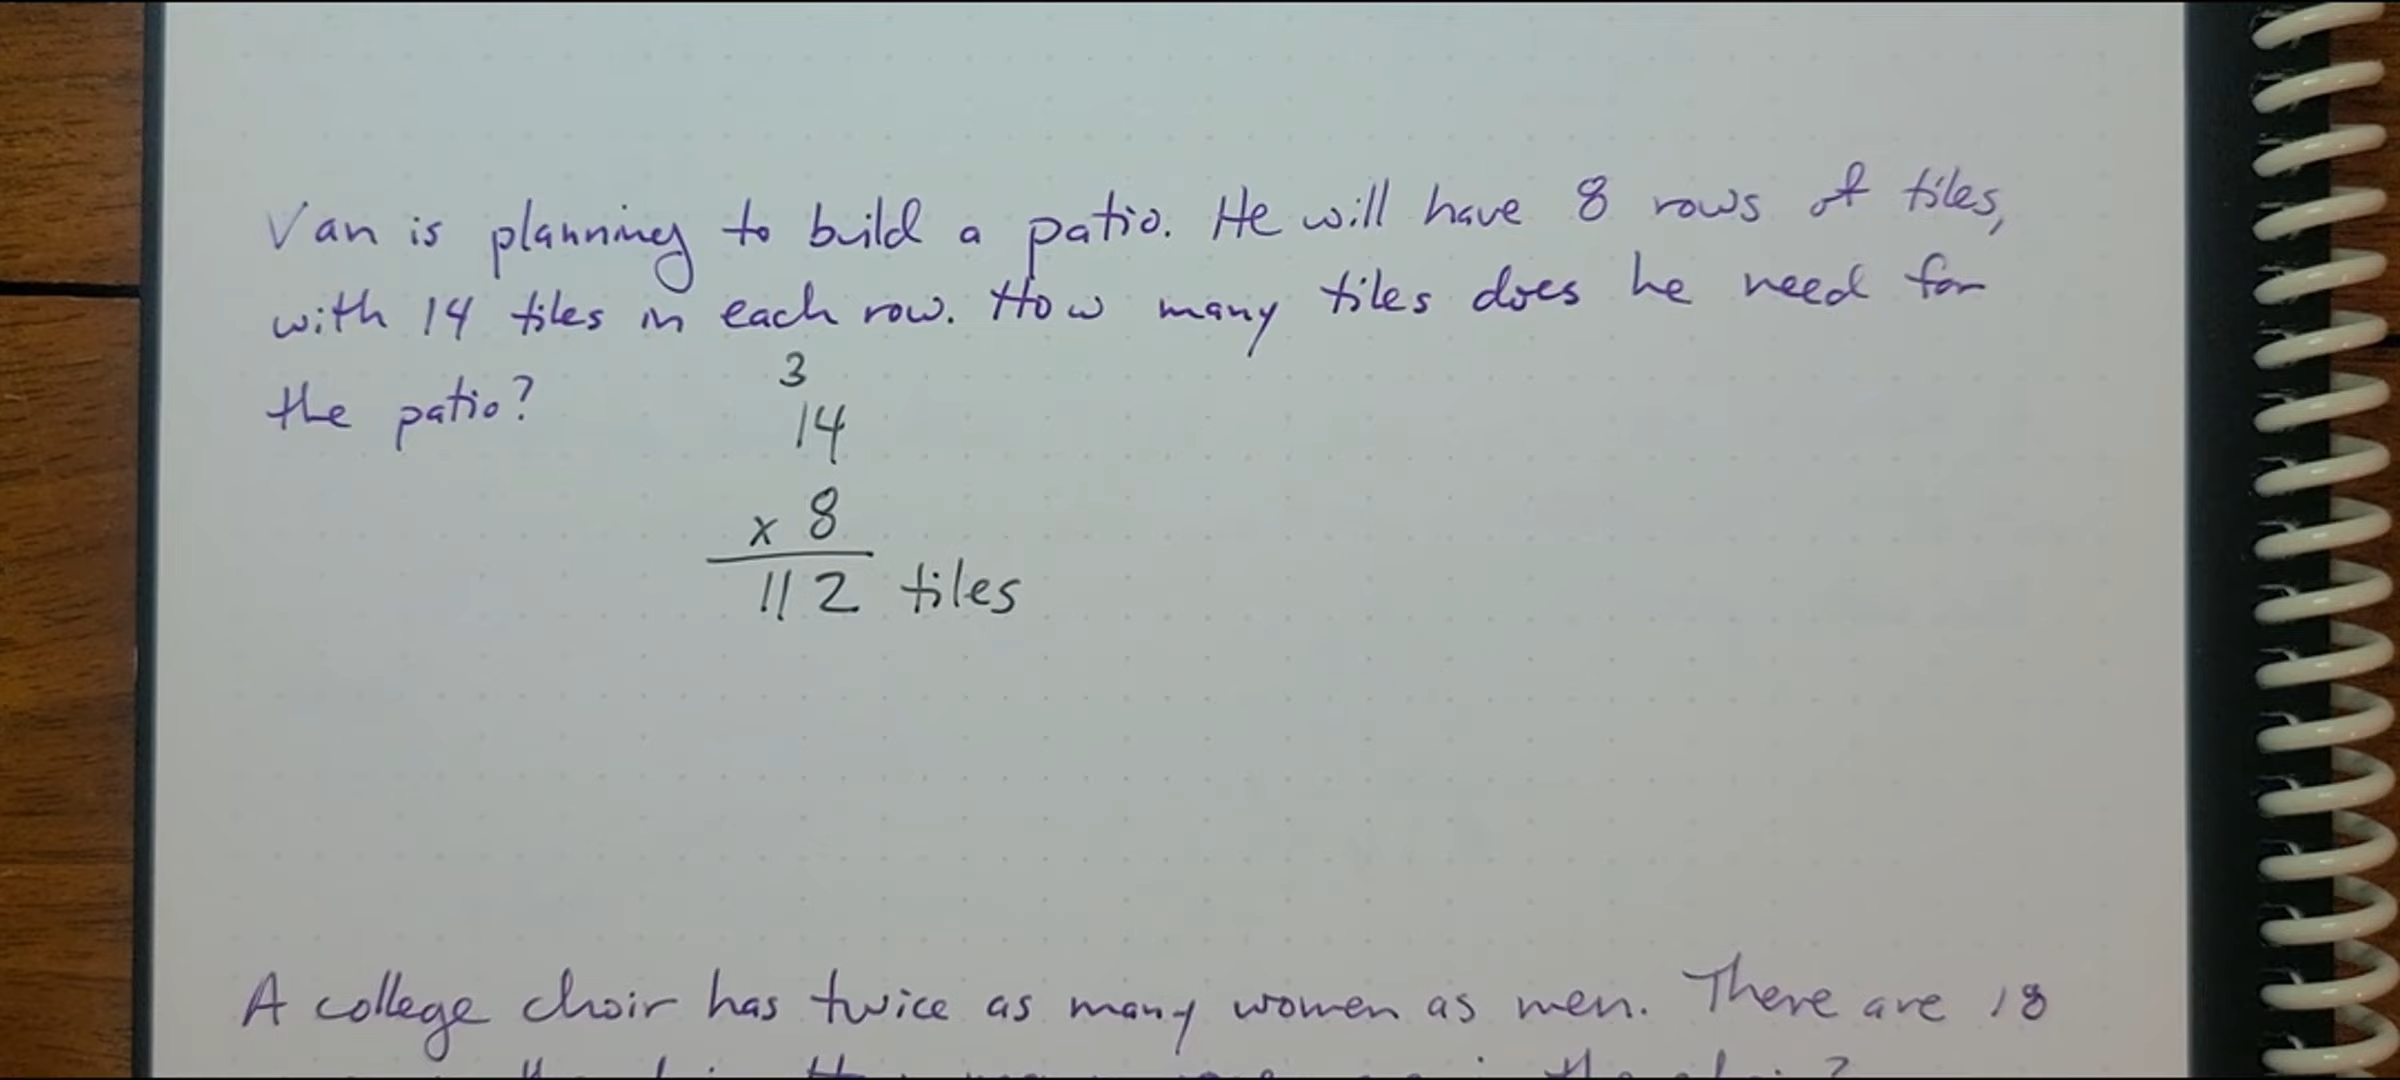 Van is planning to build a patio. He will have 8 rows of tiles,
with 14 tiles in each row. How many tiles does he need for
the patio?
3
14
x 8
112 tiles
A college choir has twice as many women as men. There are 18